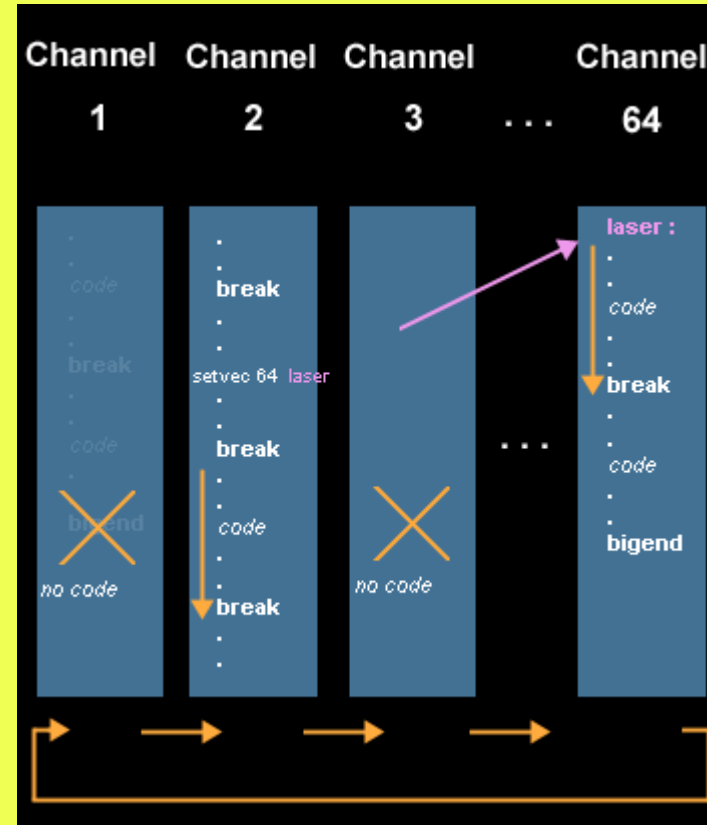 Channel Channel Channel Channel
1 2 3 . . . 64
.
.
code
.
.
break
.
.
code
.
bigend
no code
.
.
break
.
.
setvec 64 laser
.
.
break
.
code
.
.
break
.
.
no code
. . .
laser :
.
.
code
.
.
break
.
.
code
.
.
bigend